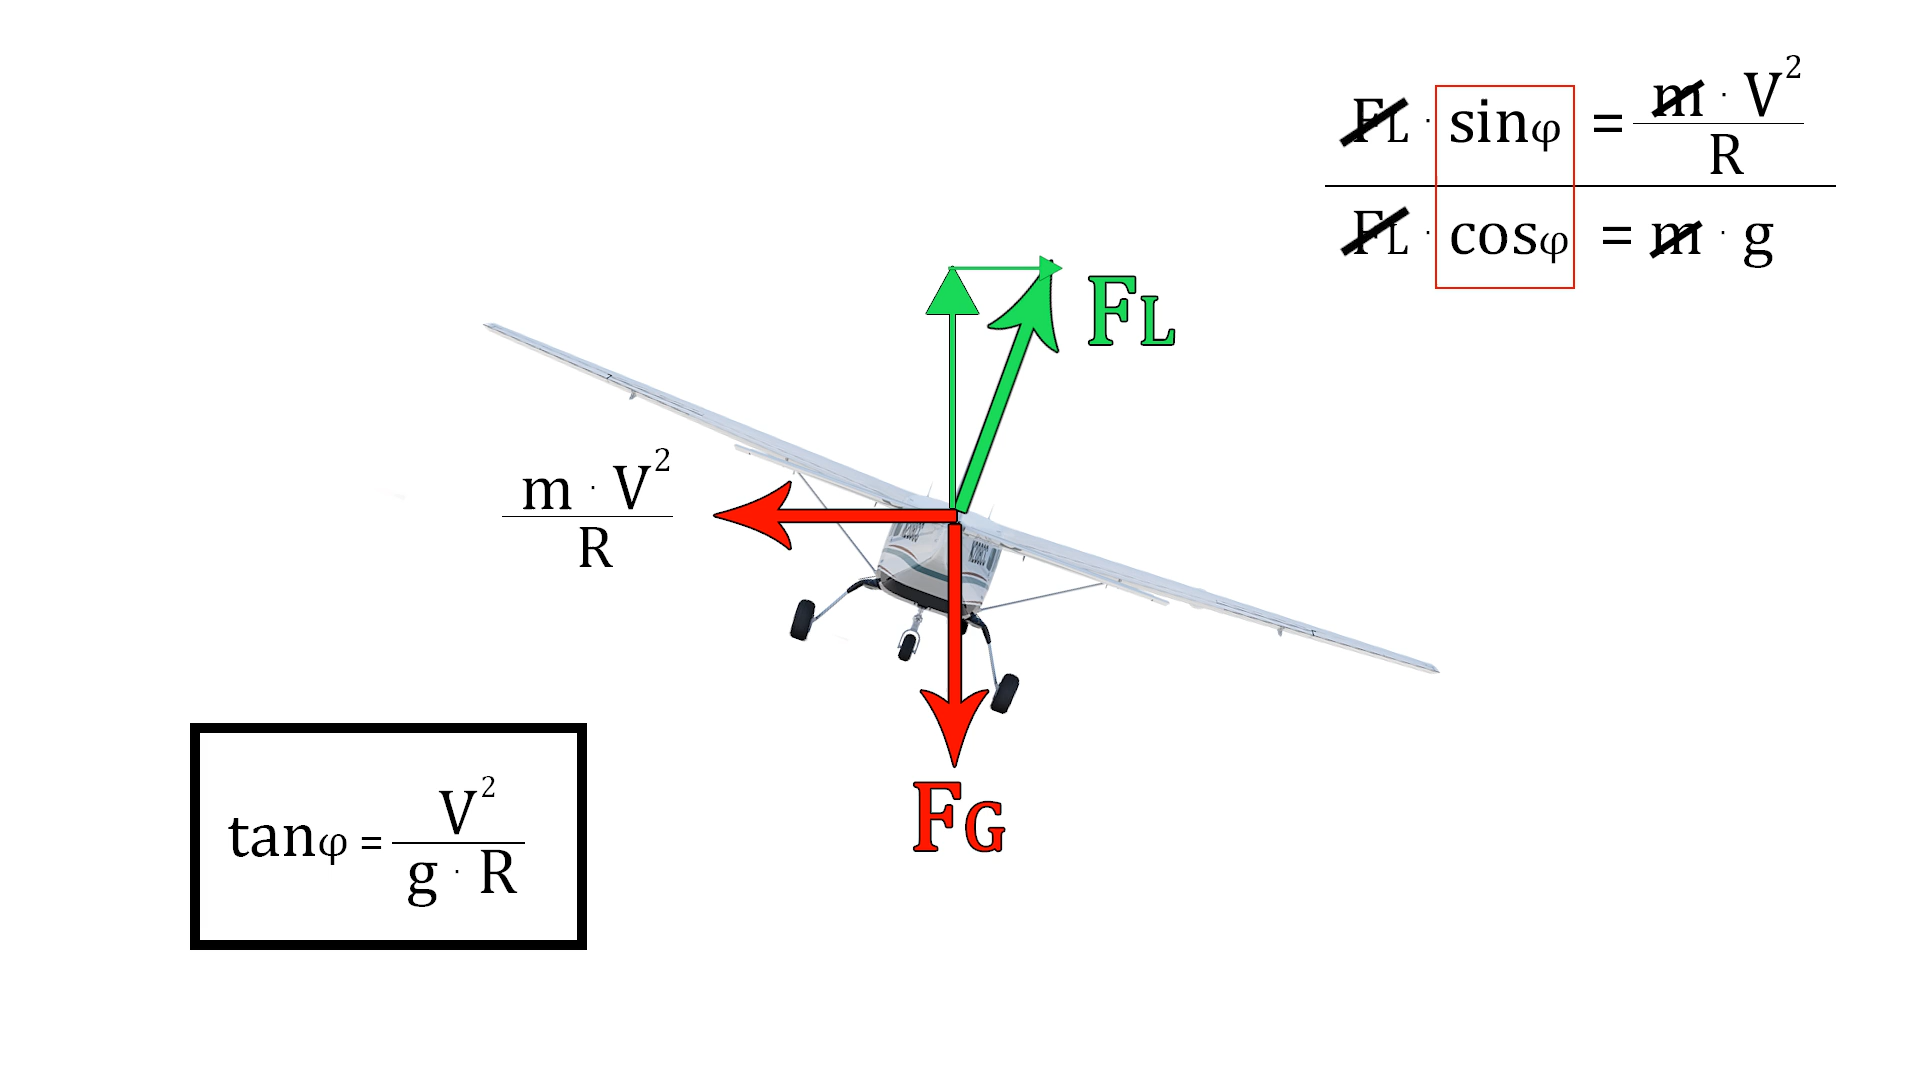 FL · sinφ = m · V²
R
FL · cosφ = m · g
FL
m · V²
R
FG
tanφ = V²
g · R